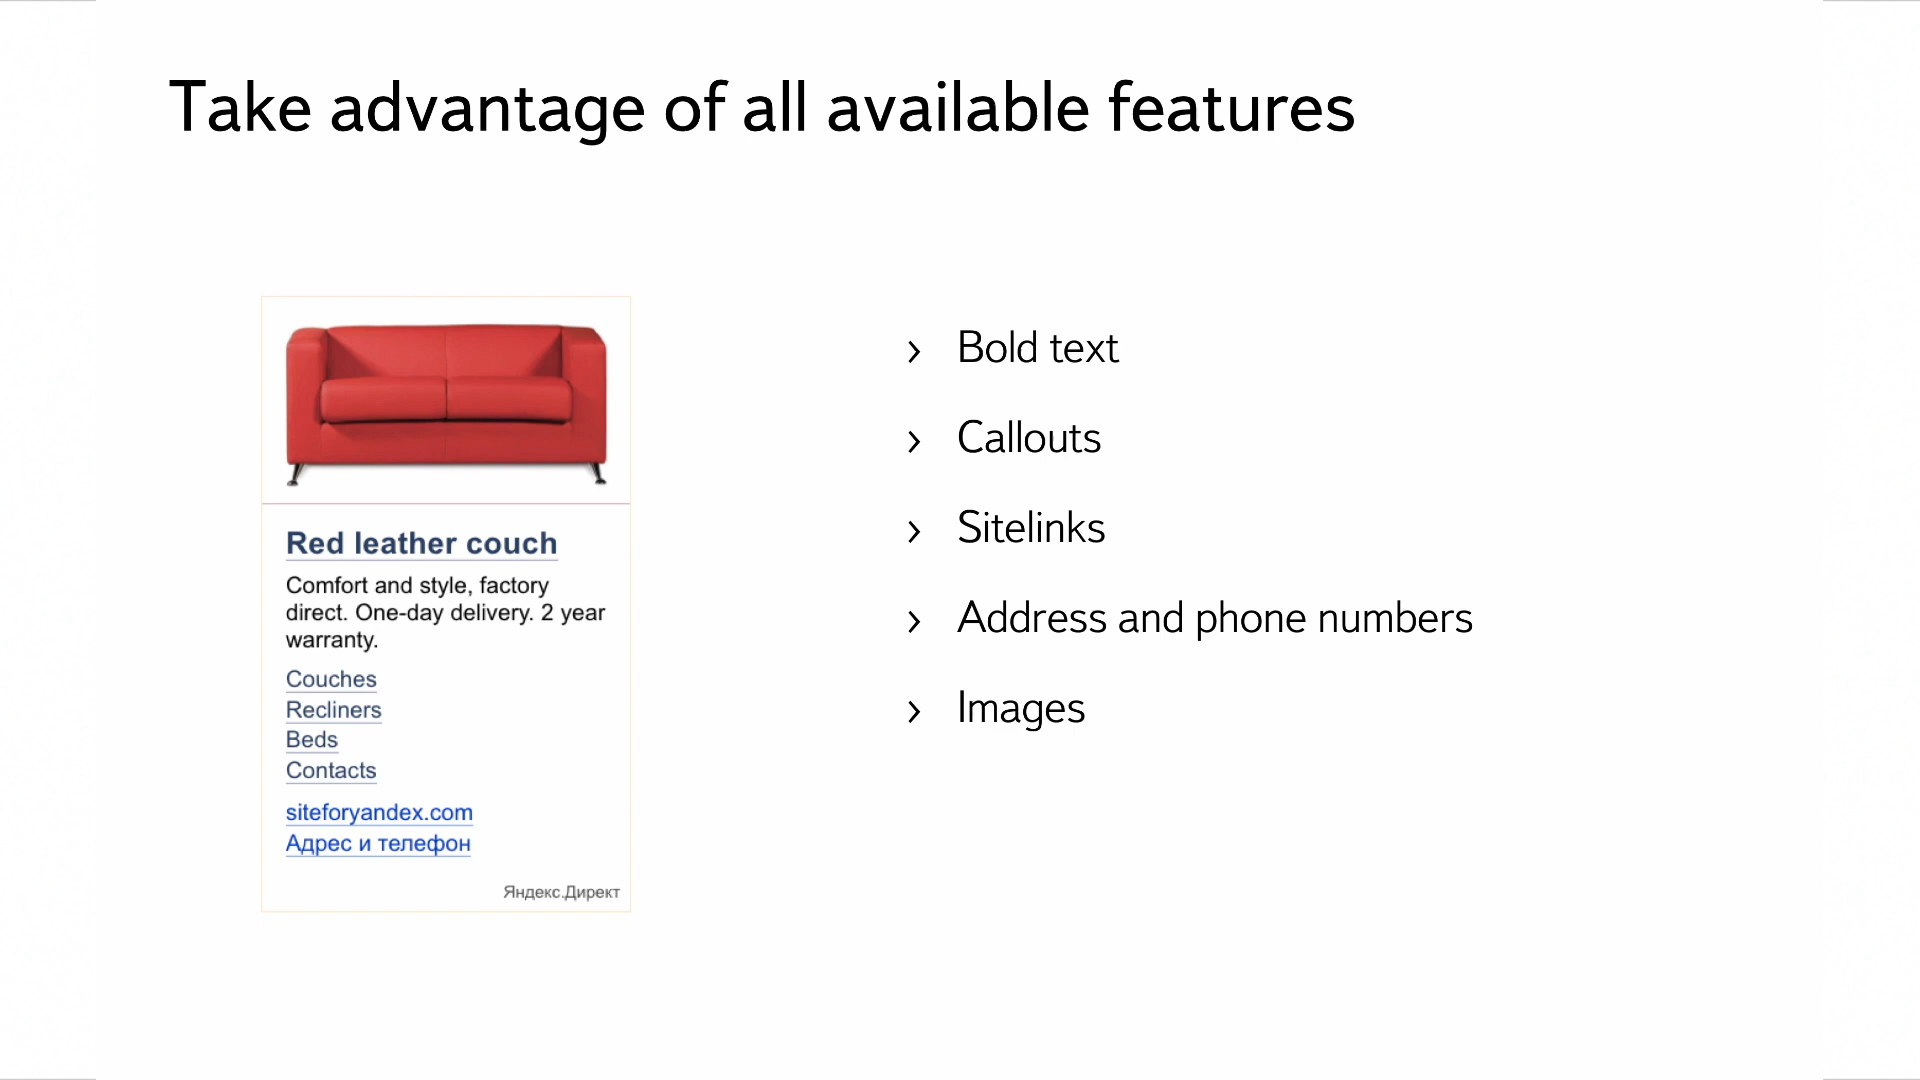 Take advantage of all available features
Red leather couch
Comfort and style, factory
direct. One-day delivery. 2 year
warranty.
Couches
Recliners
Beds
Contacts
siteforyandex.com
Адрес и телефон
Яндекс.Директ
› Bold text
› Callouts
› Sitelinks
› Address and phone numbers
› Images